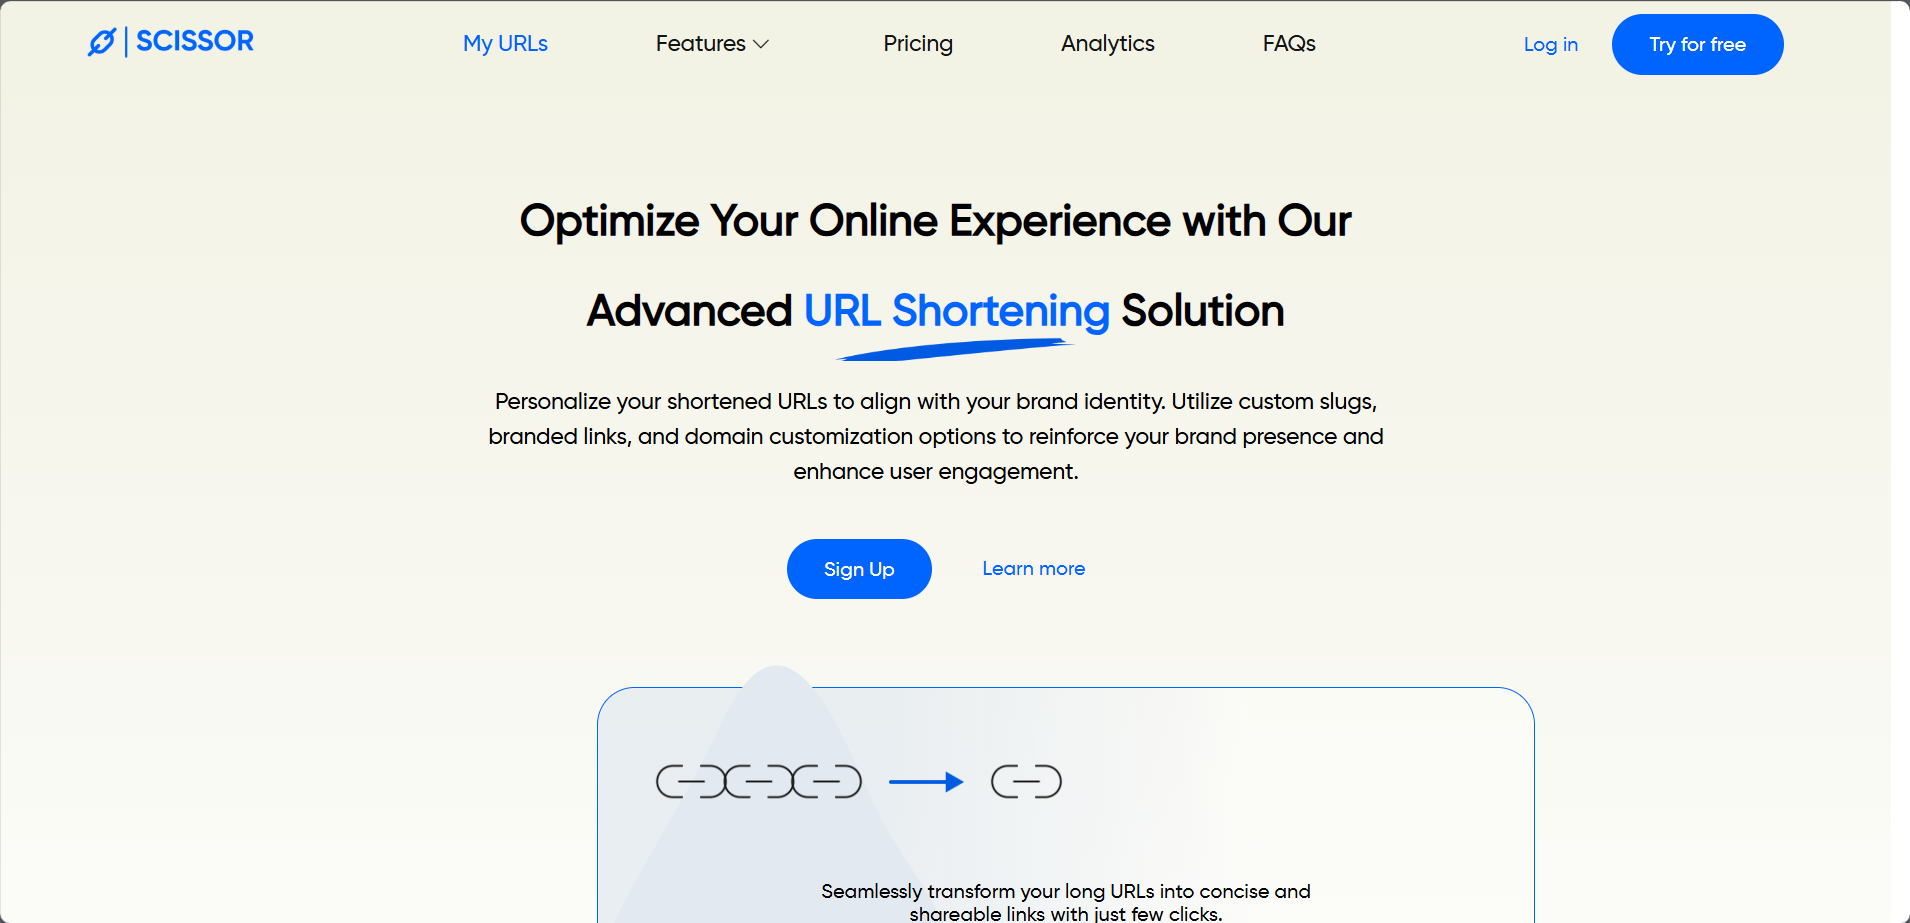 SCISSOR
My URLs
Features
Pricing
Analytics
FAQs
Log in
Try for free
Optimize Your Online Experience with Our
Advanced URL Shortening Solution
Personalize your shortened URLs to align with your brand identity. Utilize custom slugs,
branded links, and domain customization options to reinforce your brand presence and
enhance user engagement.
Sign Up
Learn more
Seamlessly transform your long URLs into concise and
shareable links with just few clicks.